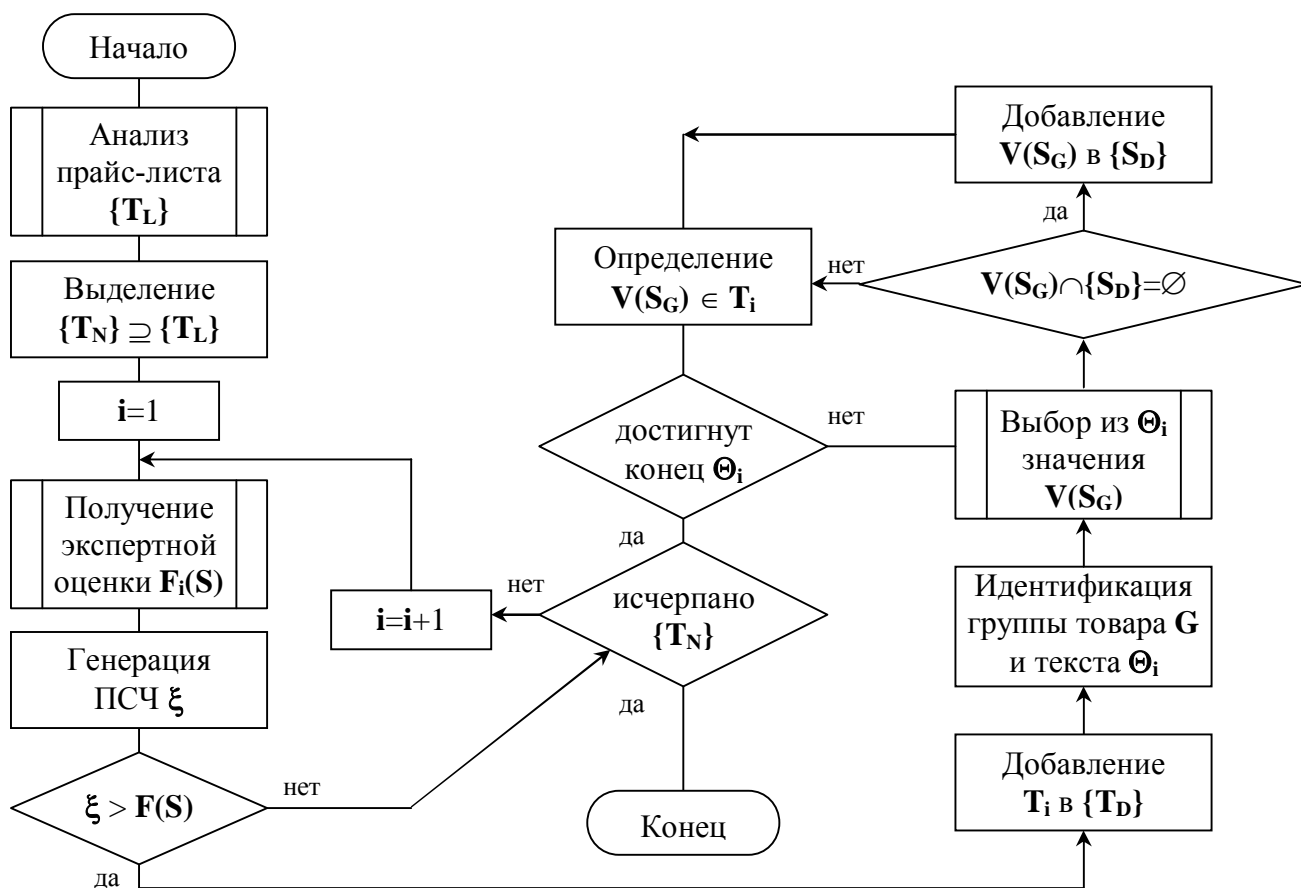 Начало
Анализ
прайс-листа
{T_L}
Выделение
{T_N} ⊇ {T_L}
i=1
Получение
экспертной
оценки F_i(S)
Генерация
ПСЧ ξ
ξ > F(S)
нет
да
i=i+1
Определение
V(S_G) ∈ T_i
достигнут
конец Θ_i
нет
да
исчерпано
{T_N}
нет
да
Конец
Добавление
V(S_G) в {S_D}
да
V(S_G)∩{S_D}=∅
нет
Выбор из Θ_i
значения
V(S_G)
Идентификация
группы товара G
и текста Θ_i
Добавление
T_i в {T_D}